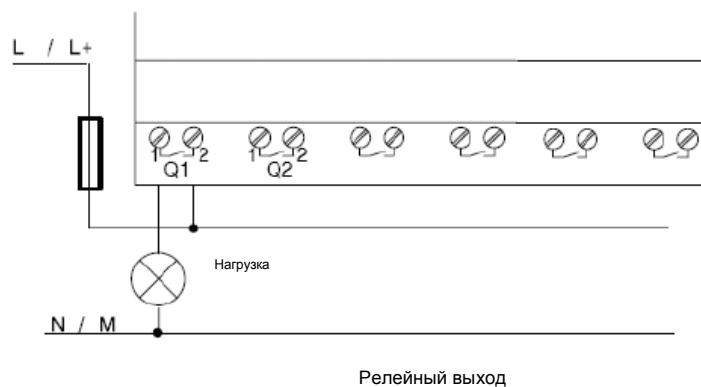 L / L+
1 2 1 2
Q1 Q2
Нагрузка
N / M
Релейный выход